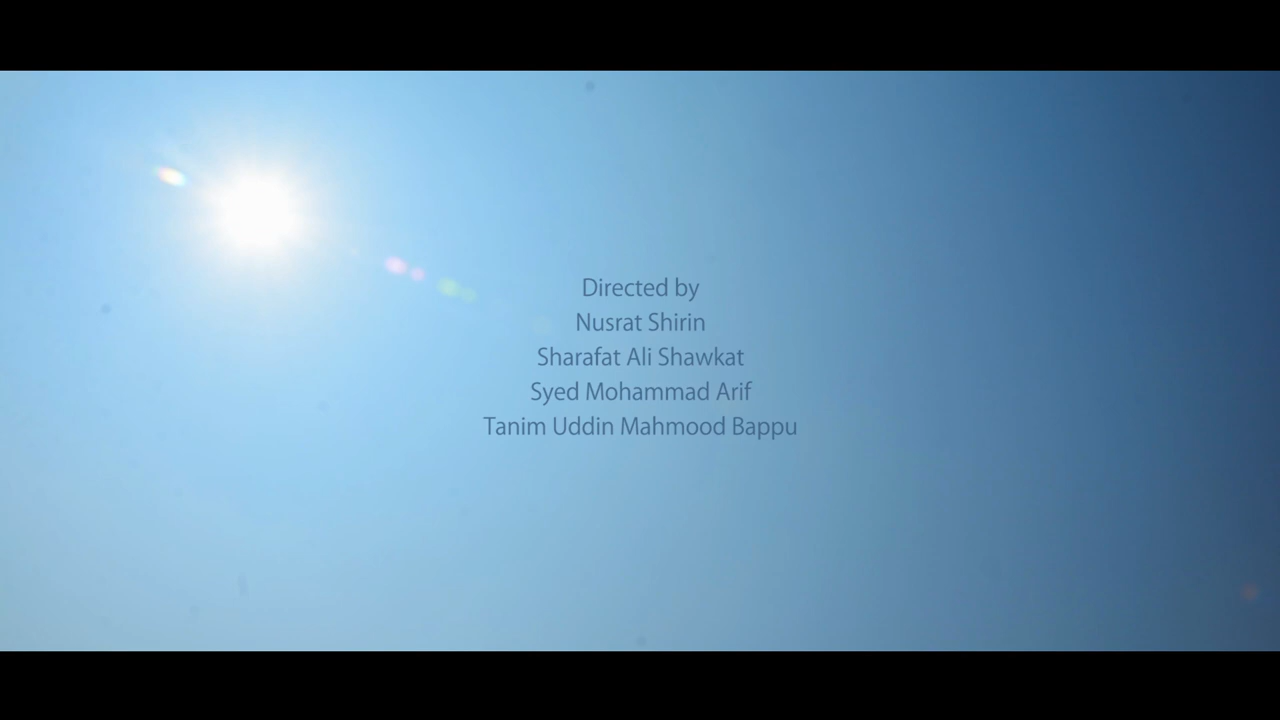 Directed by
Nusrat Shirin
Sharafat Ali Shawkat
Syed Mohammad Arif
Tanim Uddin Mahmood Bappu